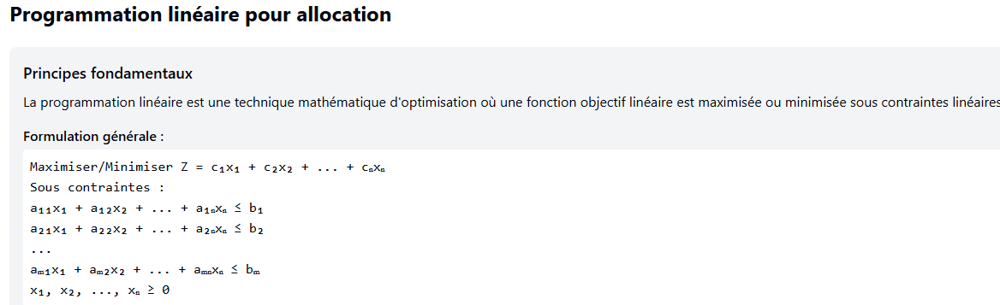 Programmation linéaire pour allocation
Principes fondamentaux
La programmation linéaire est une technique mathématique d'optimisation où une fonction objectif linéaire est maximisée ou minimisée sous contraintes linéaires
Formulation générale :
Maximiser/Minimiser Z = c₁x₁ + c₂x₂ + ... + cₙxₙ
Sous contraintes :
a₁₁x₁ + a₁₂x₂ + ... + a₁ₙxₙ ≤ b₁
a₂₁x₁ + a₂₂x₂ + ... + a₂ₙxₙ ≤ b₂
...
aₘ₁x₁ + aₘ₂x₂ + ... + aₘₙxₙ ≤ bₘ
x₁, x₂, ..., xₙ ≥ 0